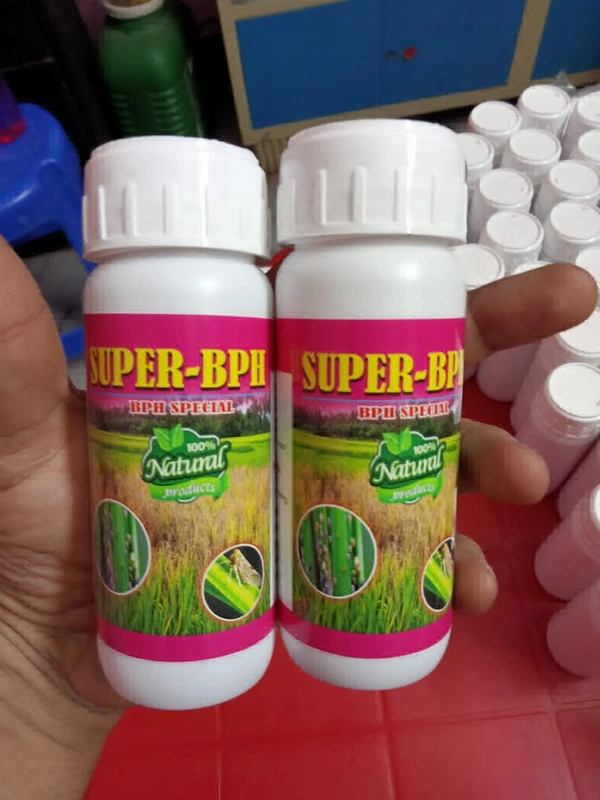 SUPER-BPH
BPH SPECIAL
100%
Natural
products
SUPER-BP
BPH SPECIAL
100%
Natural
products